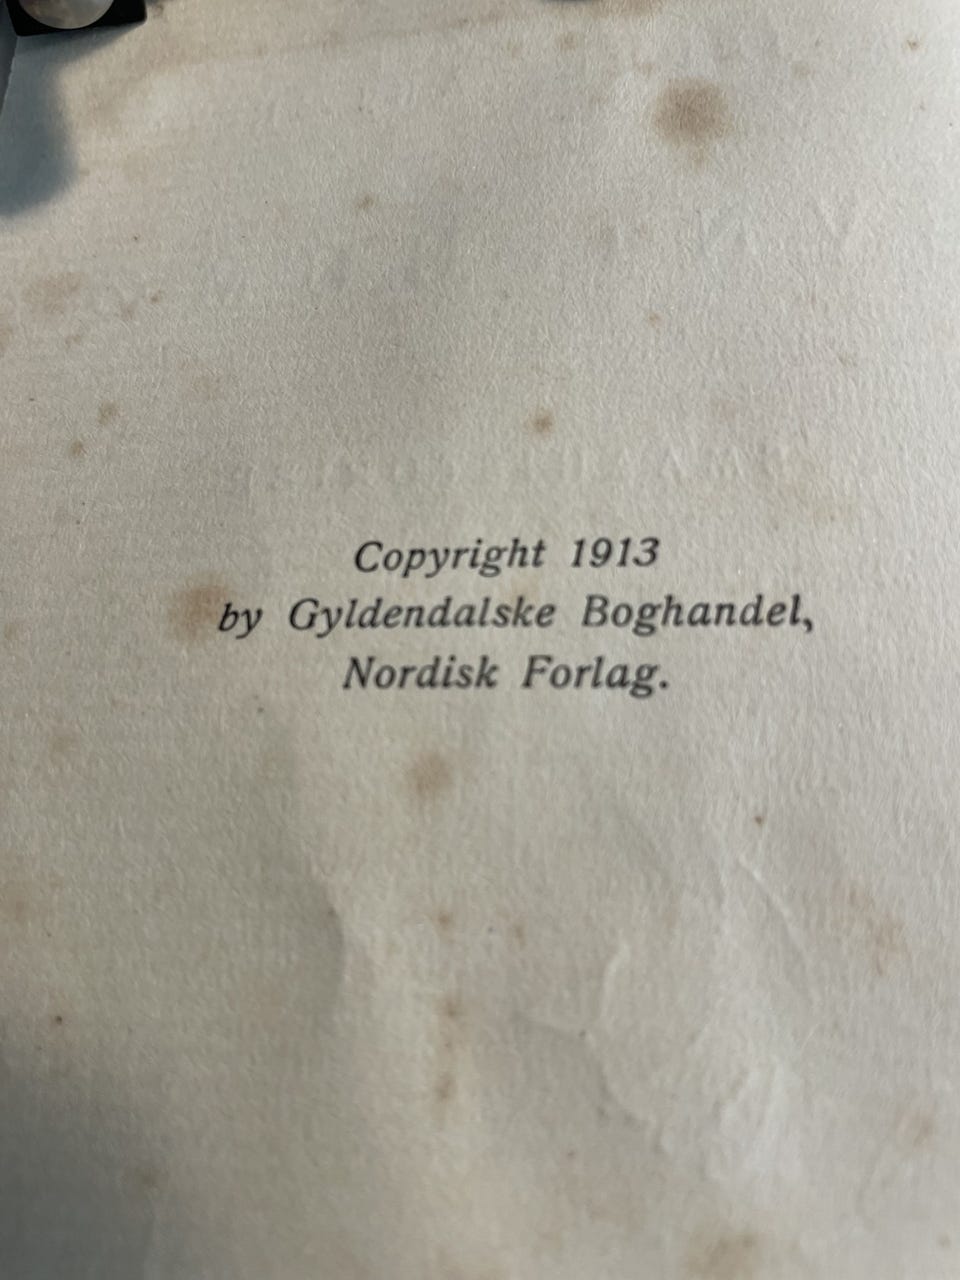 Copyright 1913
by Gyldendalske Boghandel,
Nordisk Forlag.